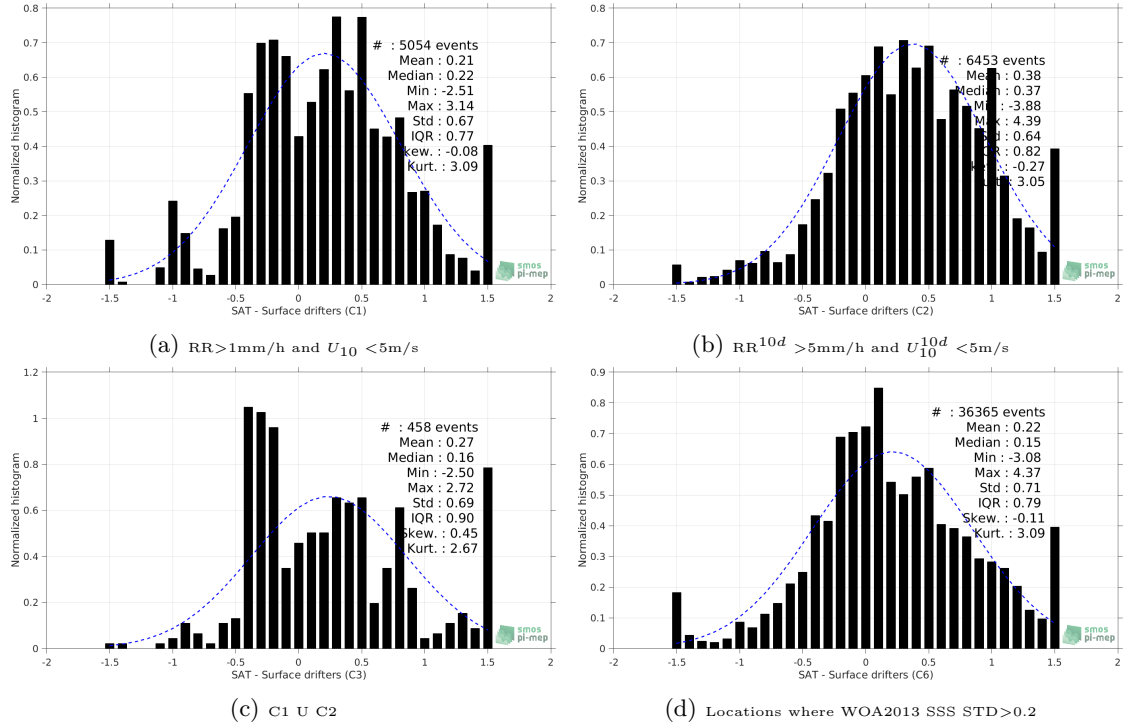 0.8
0.7
0.6
0.5
0.4
0.3
0.2
0.1
0
-2 -1.5 -1 -0.5 0 0.5 1 1.5 2
Normalized histogram
SAT - Surface drifters (C1)
# : 5054 events
Mean : 0.21
Median : 0.22
Min : -2.51
Max : 3.14
Std : 0.67
IQR : 0.77
Skew. : -0.08
Kurt. : 3.09
smos
pi-mep
(a) RR>1mm/h and U10 <5m/s
0.8
0.7
0.6
0.5
0.4
0.3
0.2
0.1
0
-2 -1.5 -1 -0.5 0 0.5 1 1.5 2
Normalized histogram
SAT - Surface drifters (C2)
# : 6453 events
Mean : 0.38
Median : 0.37
Min : -3.88
Max : 4.39
Std : 0.64
IQR : 0.82
Skew. : -0.27
Kurt. : 3.05
smos
pi-mep
(b) RR^10d >5mm/h and U10^10d <5m/s
1.2
1
0.8
0.6
0.4
0.2
0
-2 -1.5 -1 -0.5 0 0.5 1 1.5 2
Normalized histogram
SAT - Surface drifters (C3)
# : 458 events
Mean : 0.27
Median : 0.16
Min : -2.50
Max : 2.72
Std : 0.69
IQR : 0.90
Skew. : 0.45
Kurt. : 2.67
smos
pi-mep
(c) C1 U C2
0.9
0.8
0.7
0.6
0.5
0.4
0.3
0.2
0.1
0
-2 -1.5 -1 -0.5 0 0.5 1 1.5 2
Normalized histogram
SAT - Surface drifters (C6)
# : 36365 events
Mean : 0.22
Median : 0.15
Min : -3.08
Max : 4.37
Std : 0.71
IQR : 0.79
Skew. : -0.11
Kurt. : 3.09
smos
pi-mep
(d) Locations where WOA2013 SSS STD>0.2